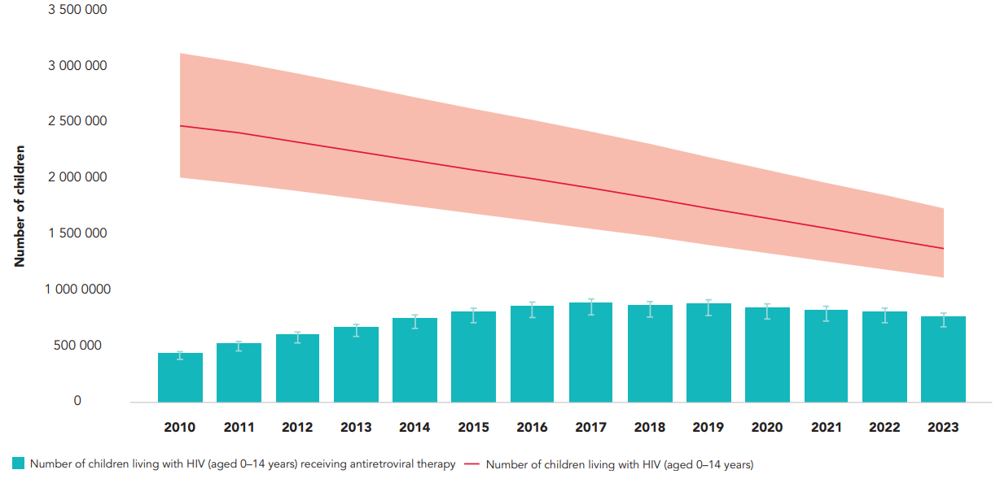 3 500 000
3 000 000
2 500 000
2 000 000
1 500 000
1 000 0000
500 000
0
Number of children
2010 2011 2012 2013 2014 2015 2016 2017 2018 2019 2020 2021 2022 2023
Number of children living with HIV (aged 0–14 years) receiving antiretroviral therapy
Number of children living with HIV (aged 0–14 years)